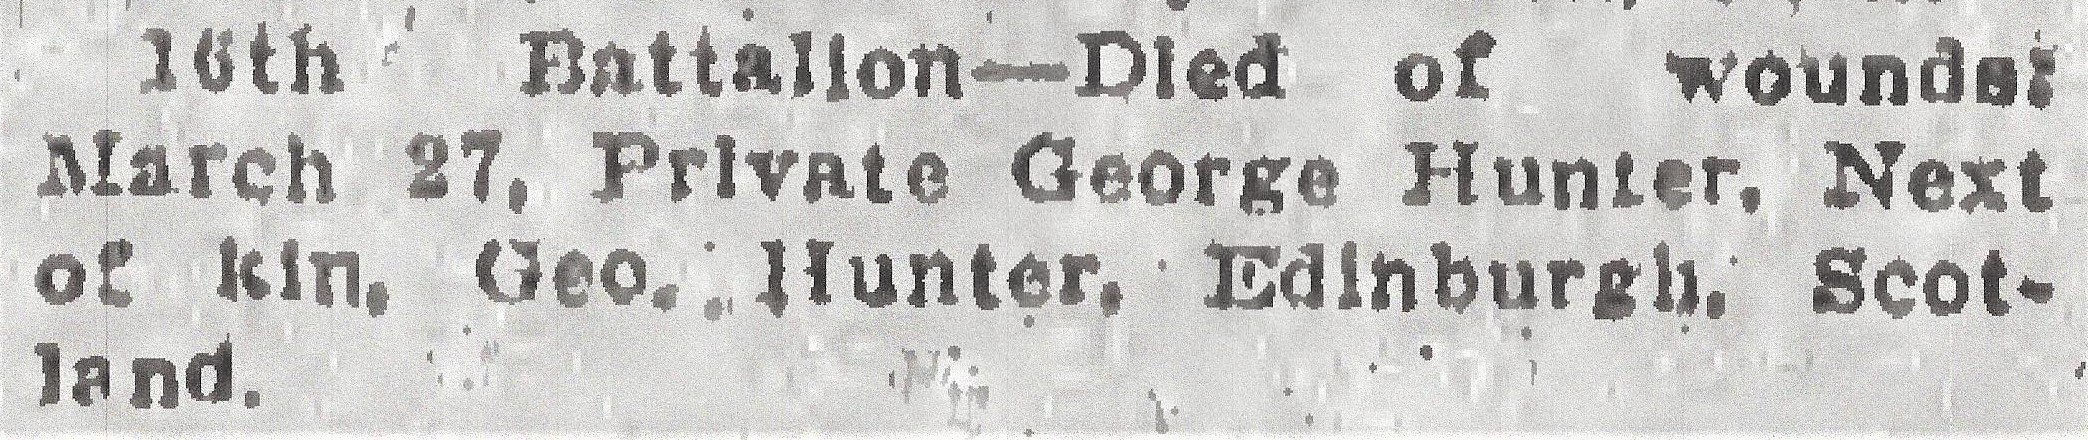 16th Battalion—Died of wounds:
March 27, Private George Hunter, Next
of kin, Geo. Hunter, Edinburgh, Scot-
land.